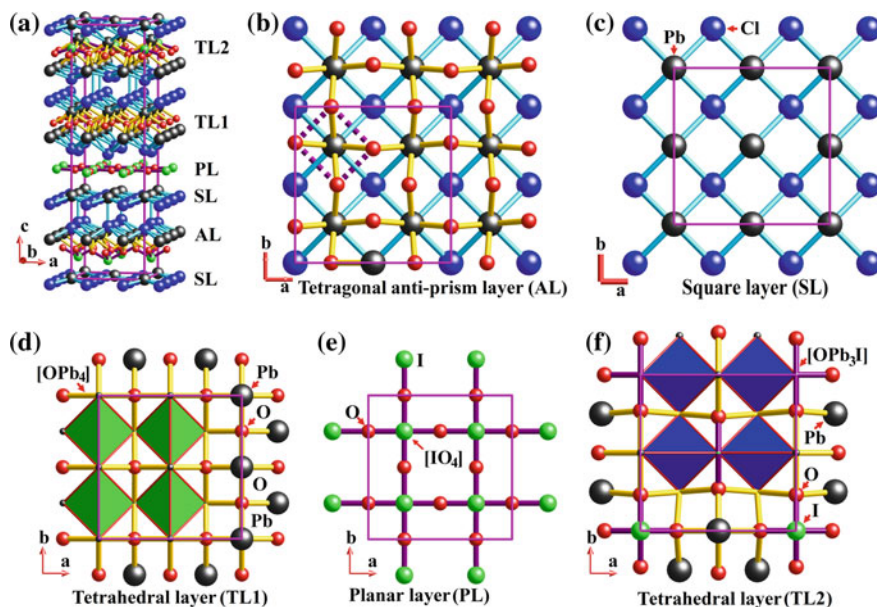 (a)
TL2
TL1
PL
SL
AL
SL
c
b
a
(b)
b
a
Tetragonal anti-prism layer (AL)
(c)
Pb
Cl
b
a
Square layer (SL)
(d)
[OPb4]
Pb
O
O
Pb
b
a
Tetrahedral layer (TL1)
(e)
I
O
[IO4]
b
a
Planar layer (PL)
(f)
[OPb3I]
Pb
O
I
b
a
Tetrahedral layer (TL2)